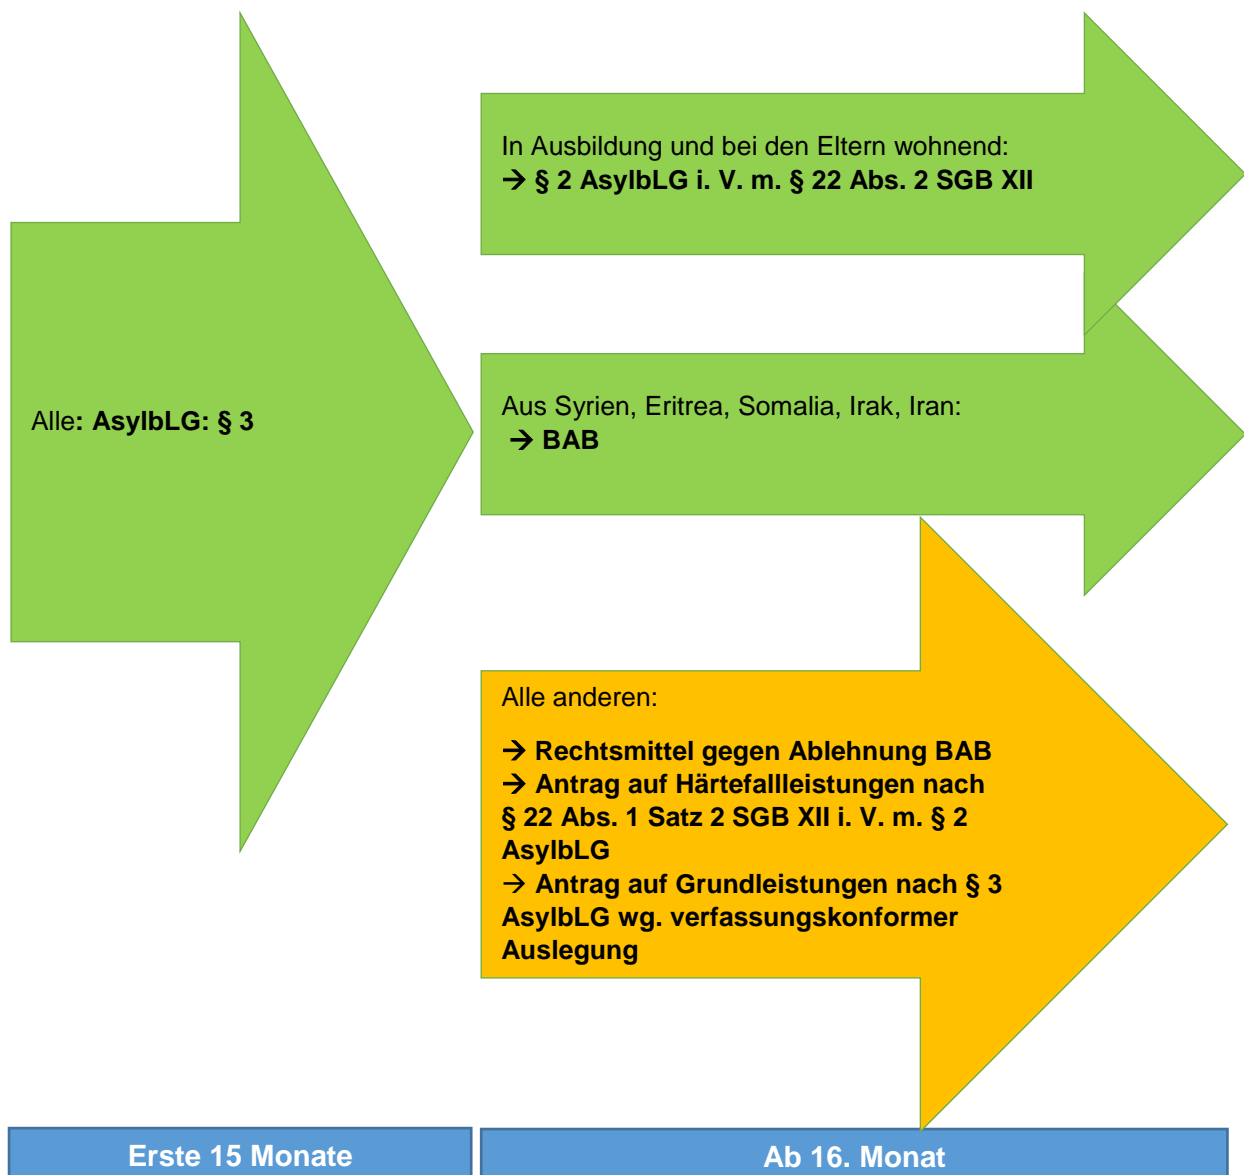 In Ausbildung und bei den Eltern wohnend:
→ § 2 AsylbLG i. V. m. § 22 Abs. 2 SGB XII
Alle: AsylbLG: § 3
Aus Syrien, Eritrea, Somalia, Irak, Iran:
→ BAB
Alle anderen:
→ Rechtsmittel gegen Ablehnung BAB
→ Antrag auf Härtefallleistungen nach
§ 22 Abs. 1 Satz 2 SGB XII i. V. m. § 2
AsylbLG
→ Antrag auf Grundleistungen nach § 3
AsylbLG wg. verfassungskonformer
Auslegung
Erste 15 Monate
Ab 16. Monat